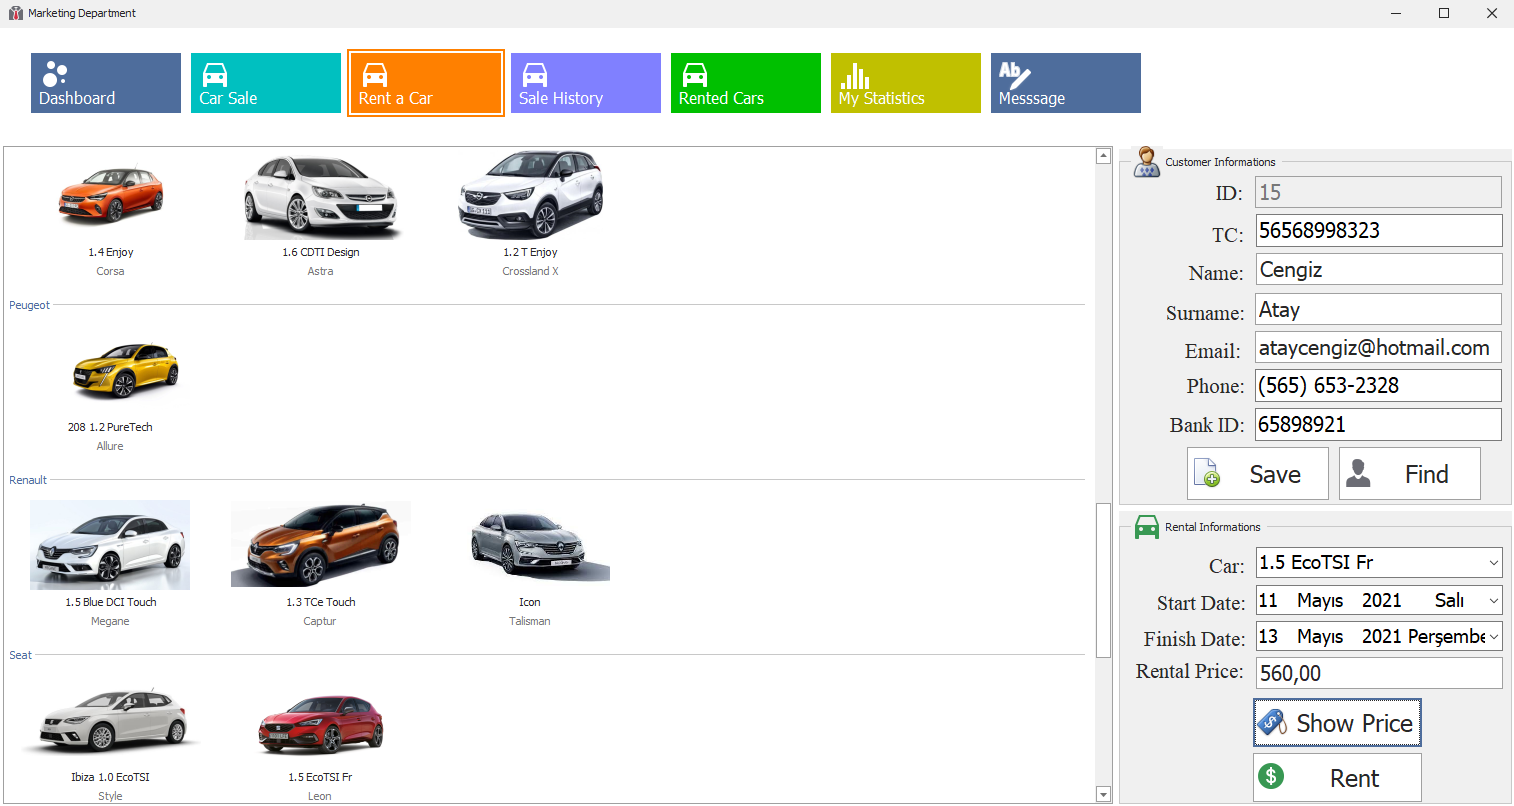 Marketing Department
Dashboard
Car Sale
Rent a Car
Sale History
Rented Cars
My Statistics
Ab
Messsage
1.4 Enjoy
Corsa
1.6 CDTI Design
Astra
1.2 T Enjoy
Crossland X
Peugeot
208 1.2 PureTech
Allure
Renault
1.5 Blue DCI Touch
Megane
1.3 TCe Touch
Captur
Icon
Talisman
Seat
Ibiza 1.0 EcoTSI
Style
1.5 EcoTSI Fr
Leon
Customer Informations
ID: 15
TC: 56568998323
Name: Cengiz
Surname: Atay
Email: ataycengiz@hotmail.com
Phone: (565) 653-2328
Bank ID: 65898921
Save
Find
Rental Informations
Car: 1.5 EcoTSI Fr
Start Date: 11 Mayıs 2021 Salı
Finish Date: 13 Mayıs 2021 Perşembe
Rental Price: 560,00
Show Price
Rent